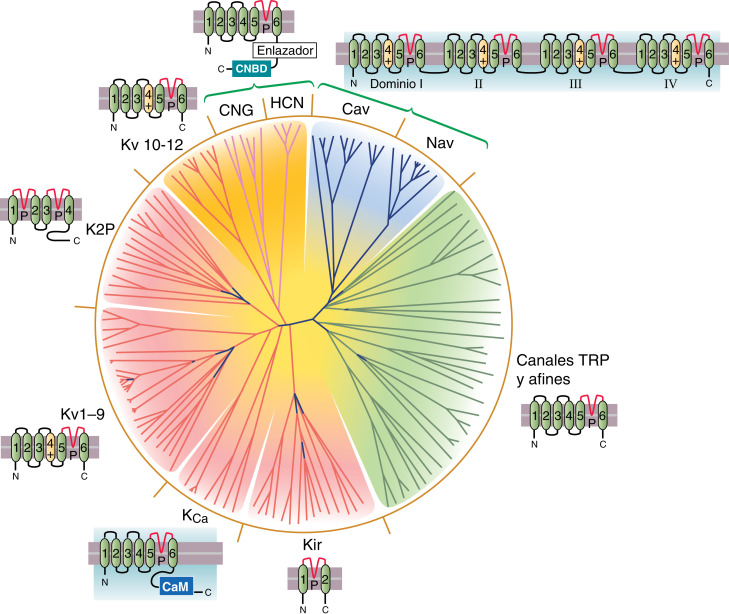 1 2 3 4 5 P 6
N
Enlazador
C CNBD
1 2 3 4 + 5 P 6 1 2 3 4 + 5 P 6 1 2 3 4 + 5 P 6 1 2 3 4 + 5 P 6
N Dominio I II III IV C
1 2 3 4 + 5 P 6
N C
Kv 10-12
CNG
HCN
Cav
Nav
1 P 2 3 P 4
N C
K2P
Canales TRP
y afines
1 2 3 4 5 P 6
N C
Kv1–9
1 2 3 4 + 5 P 6
N C
KCa
1 2 3 4 5 P 6
N
CaM C
Kir
1 P 2
N C